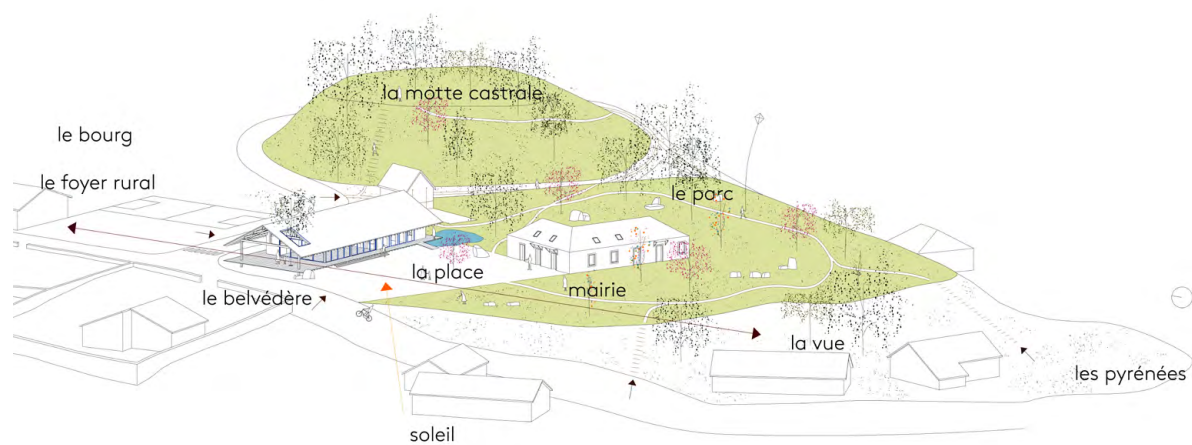 la motte castrale
le bourg
le foyer rural
le parc
la place
mairie
le belvédère
la vue
les pyrénées
soleil